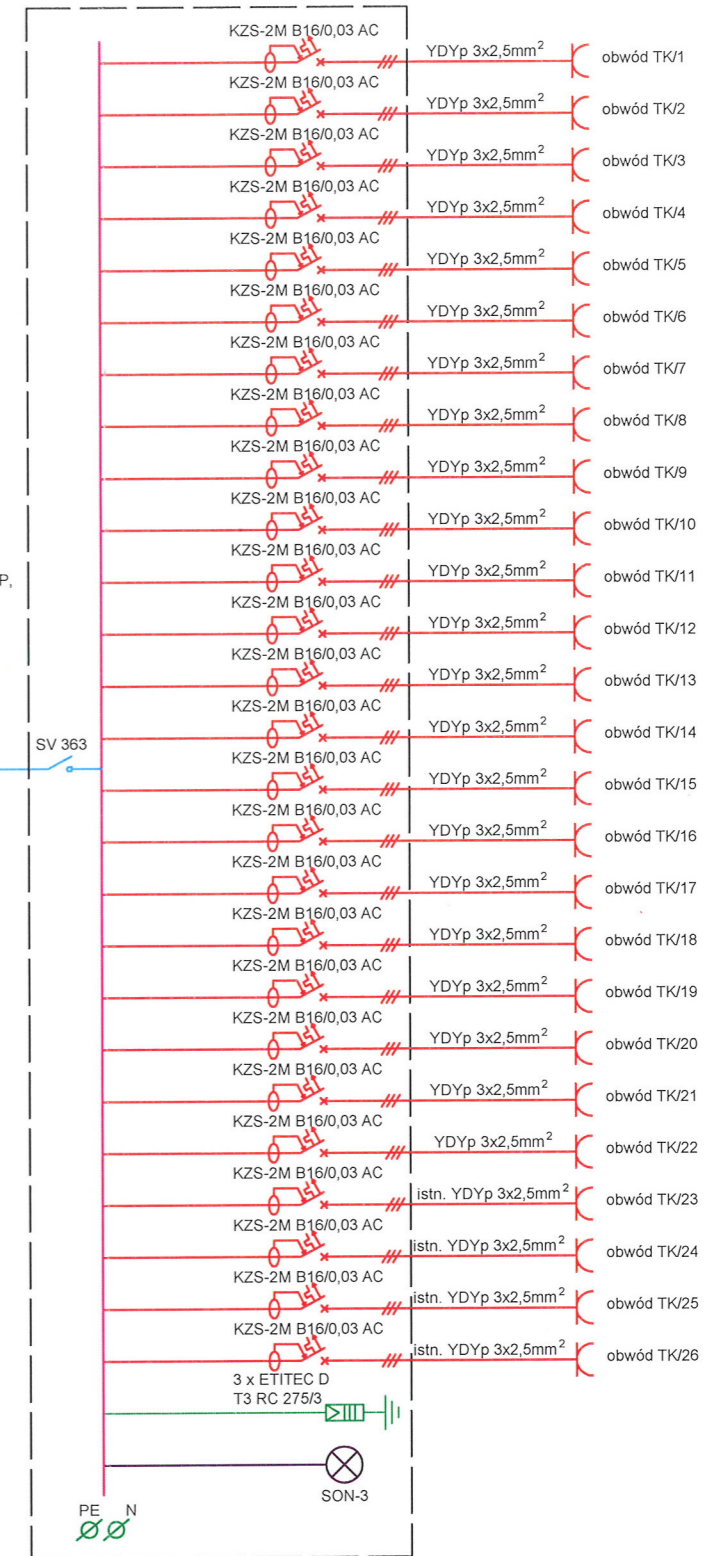 KZS-2M B16/0,03 AC
YDYp 3x2,5mm² obwód TK/1
KZS-2M B16/0,03 AC
YDYp 3x2,5mm² obwód TK/2
KZS-2M B16/0,03 AC
YDYp 3x2,5mm² obwód TK/3
KZS-2M B16/0,03 AC
YDYp 3x2,5mm² obwód TK/4
KZS-2M B16/0,03 AC
YDYp 3x2,5mm² obwód TK/5
KZS-2M B16/0,03 AC
YDYp 3x2,5mm² obwód TK/6
KZS-2M B16/0,03 AC
YDYp 3x2,5mm² obwód TK/7
KZS-2M B16/0,03 AC
YDYp 3x2,5mm² obwód TK/8
KZS-2M B16/0,03 AC
YDYp 3x2,5mm² obwód TK/9
KZS-2M B16/0,03 AC
YDYp 3x2,5mm² obwód TK/10
KZS-2M B16/0,03 AC
YDYp 3x2,5mm² obwód TK/11
P,
KZS-2M B16/0,03 AC
YDYp 3x2,5mm² obwód TK/12
KZS-2M B16/0,03 AC
YDYp 3x2,5mm² obwód TK/13
KZS-2M B16/0,03 AC
YDYp 3x2,5mm² obwód TK/14
SV 363
KZS-2M B16/0,03 AC
YDYp 3x2,5mm² obwód TK/15
KZS-2M B16/0,03 AC
YDYp 3x2,5mm² obwód TK/16
KZS-2M B16/0,03 AC
YDYp 3x2,5mm² obwód TK/17
KZS-2M B16/0,03 AC
YDYp 3x2,5mm² obwód TK/18
KZS-2M B16/0,03 AC
YDYp 3x2,5mm² obwód TK/19
KZS-2M B16/0,03 AC
YDYp 3x2,5mm² obwód TK/20
KZS-2M B16/0,03 AC
YDYp 3x2,5mm² obwód TK/21
KZS-2M B16/0,03 AC
YDYp 3x2,5mm² obwód TK/22
KZS-2M B16/0,03 AC
istn. YDYp 3x2,5mm² obwód TK/23
KZS-2M B16/0,03 AC
istn. YDYp 3x2,5mm² obwód TK/24
KZS-2M B16/0,03 AC
istn. YDYp 3x2,5mm² obwód TK/25
KZS-2M B16/0,03 AC
istn. YDYp 3x2,5mm² obwód TK/26
3 x ETITEC D
T3 RC 275/3
SON-3
PE N